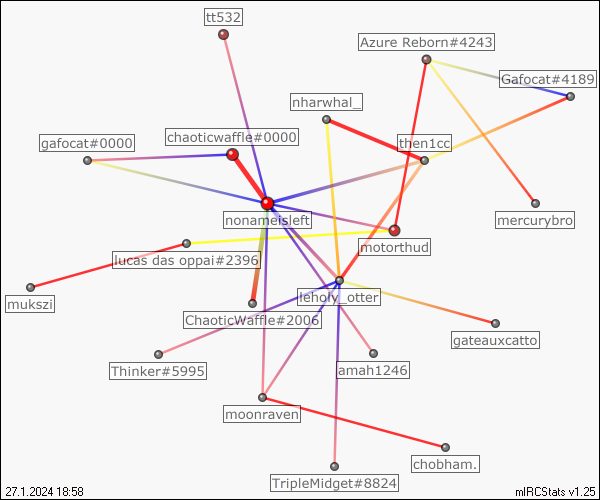 tt532
Azure Reborn#4243
Gafocat#4189
nharwhal_
gafocat#0000
chaoticwaffle#0000
then1cc
nonameisleft
mercurybro
motorthud
lucas das oppai#2396
mukszi
leholy_otter
ChaoticWaffle#2006
gateauxcatto
Thinker#5995
amah1246
moonraven
chobham.
TripleMidget#8824
27.1.2024 18:58
mIRCStats v1.25